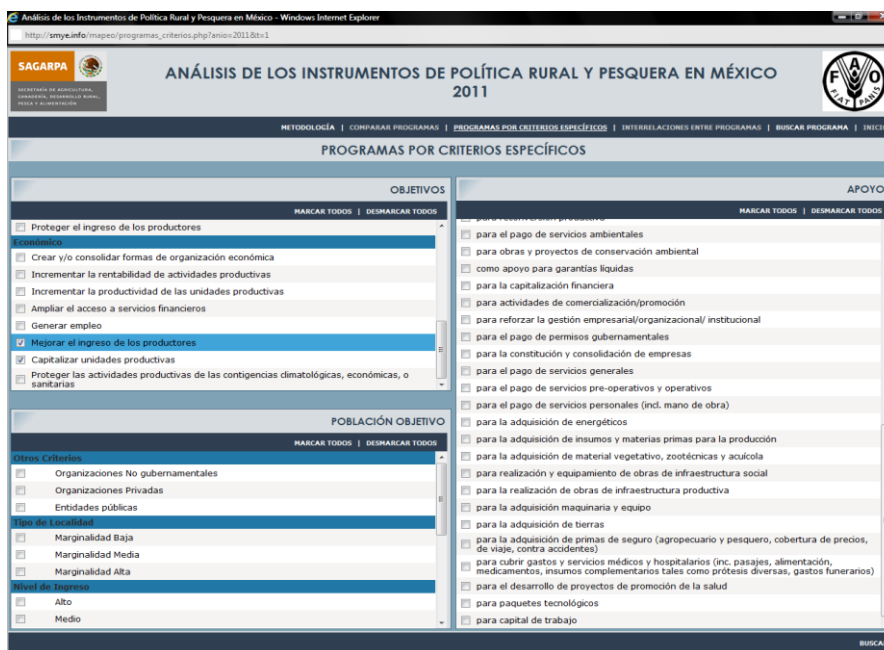 Análisis de los Instrumentos de Política Rural y Pesquera en México - Windows Internet Explorer
http://smye.info/mapeo/programas_criterios.php?anio=2011&t=1
SAGARPA
SECRETARÍA DE AGRICULTURA,
GANADERÍA, DESARROLLO RURAL,
PESCA Y ALIMENTACIÓN
ANÁLISIS DE LOS INSTRUMENTOS DE POLÍTICA RURAL Y PESQUERA EN MÉXICO
2011
FAO
FIAT PANIS
METODOLOGÍA | COMPARAR PROGRAMAS | PROGRAMAS POR CRITERIOS ESPECÍFICOS | INTERRELACIONES ENTRE PROGRAMAS | BUSCAR PROGRAMA | INICI
PROGRAMAS POR CRITERIOS ESPECÍFICOS
OBJETIVOS
MARCAR TODOS | DESMARCAR TODOS
Proteger el ingreso de los productores
Económico
Crear y/o consolidar formas de organización económica
Incrementar la rentabilidad de actividades productivas
Incrementar la productividad de las unidades productivas
Ampliar el acceso a servicios financieros
Generar empleo
Mejorar el ingreso de los productores
Capitalizar unidades productivas
Proteger las actividades productivas de las contigencias climatológicas, económicas, o
sanitarias
POBLACIÓN OBJETIVO
MARCAR TODOS | DESMARCAR TODOS
Otros Criterios
Organizaciones No gubernamentales
Organizaciones Privadas
Entidades públicas
Tipo de Localidad
Marginalidad Baja
Marginalidad Media
Marginalidad Alta
Nivel de Ingreso
Alto
Medio
APOYO
MARCAR TODOS | DESMARCAR TODOS
para reconversión productiva
para el pago de servicios ambientales
para obras y proyectos de conservación ambiental
como apoyo para garantías líquidas
para la capitalización financiera
para actividades de comercialización/promoción
para reforzar la gestión empresarial/organizacional/ institucional
para el pago de permisos gubernamentales
para la constitución y consolidación de empresas
para el pago de servicios generales
para el pago de servicios pre-operativos y operativos
para el pago de servicios personales (incl. mano de obra)
para la adquisición de energéticos
para la adquisición de insumos y materias primas para la producción
para la adquisición de material vegetativo, zootécnicas y acuícola
para realización y equipamiento de obras de infraestructura social
para la realización de obras de infraestructura productiva
para la adquisición maquinaria y equipo
para la adquisición de tierras
para la adquisición de primas de seguro (agropecuario y pesquero, cobertura de precios,
de viaje, contra accidentes)
para cubrir gastos y servicios médicos y hospitalarios (inc. pasajes, alimentación,
medicamentos, insumos complementarios tales como prótesis diversas, gastos funerarios)
para el desarrollo de proyectos de promoción de la salud
para paquetes tecnológicos
para capital de trabajo
BUSCAR